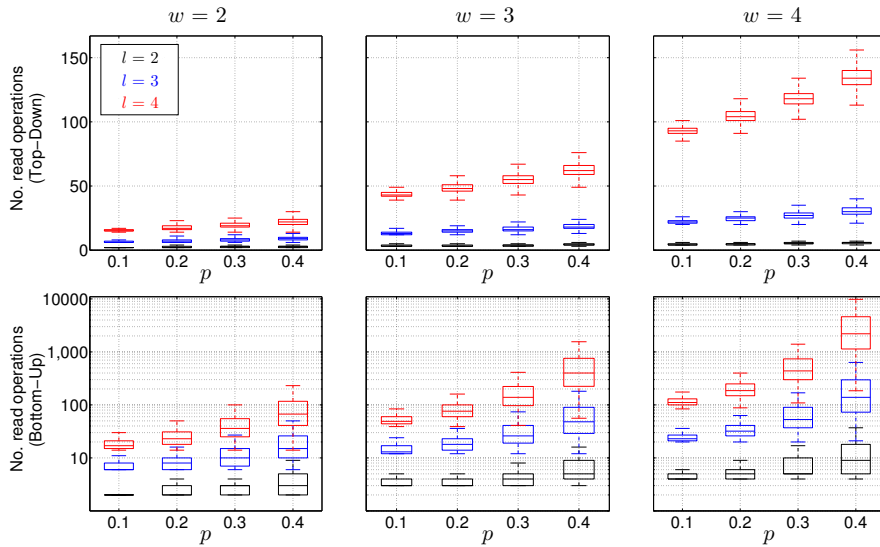 w = 2
w = 3
w = 4
No. read operations
(Top−Down)
150
100
50
0
l = 2
l = 3
l = 4
0.1 0.2 0.3 0.4
0.1 0.2 0.3 0.4
0.1 0.2 0.3 0.4
p
p
p
No. read operations
(Bottom−Up)
10000
1,000
100
10
0.1 0.2 0.3 0.4
0.1 0.2 0.3 0.4
0.1 0.2 0.3 0.4
p
p
p